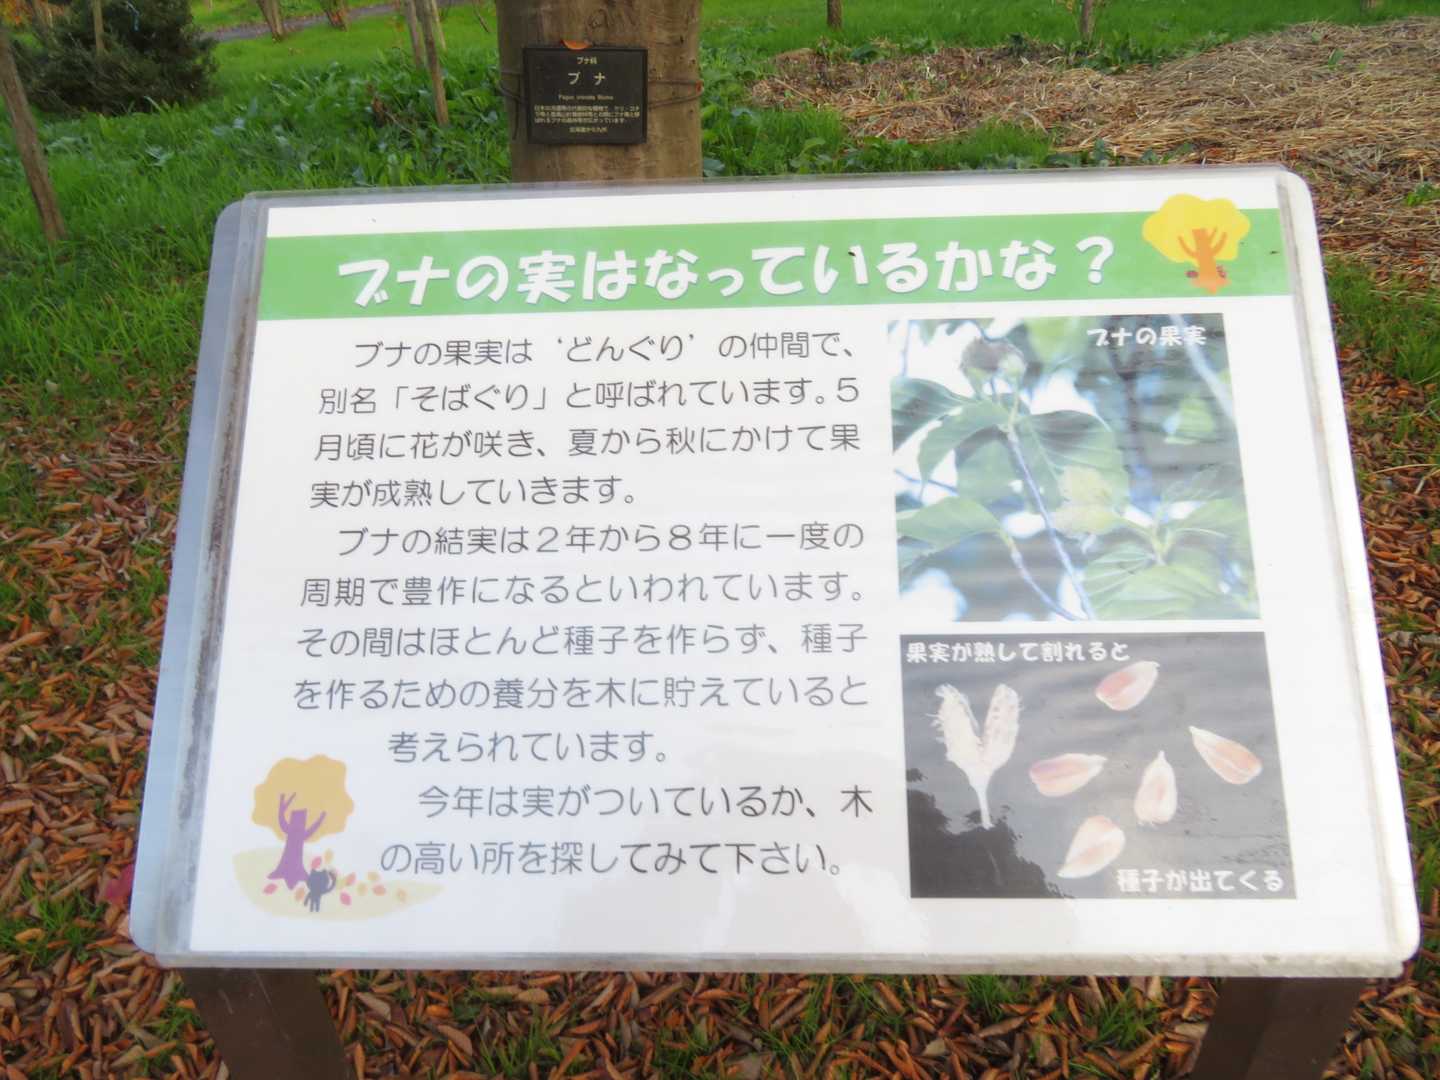 ブナ科
ブナ
ブナの実はなっているかな？
ブナの果実は‘どんぐり’の仲間で、
別名「そばぐり」と呼ばれています。５
月頃に花が咲き、夏から秋にかけて果
実が成熟していきます。
ブナの結実は２年から８年に一度の
周期で豊作になるといわれています。
その間はほとんど種子を作らず、種子
を作るための養分を木に貯えていると
考えられています。
今年は実がついているか、木
の高い所を探してみて下さい。
ブナの果実
果実が熟して割れると
種子が出てくる